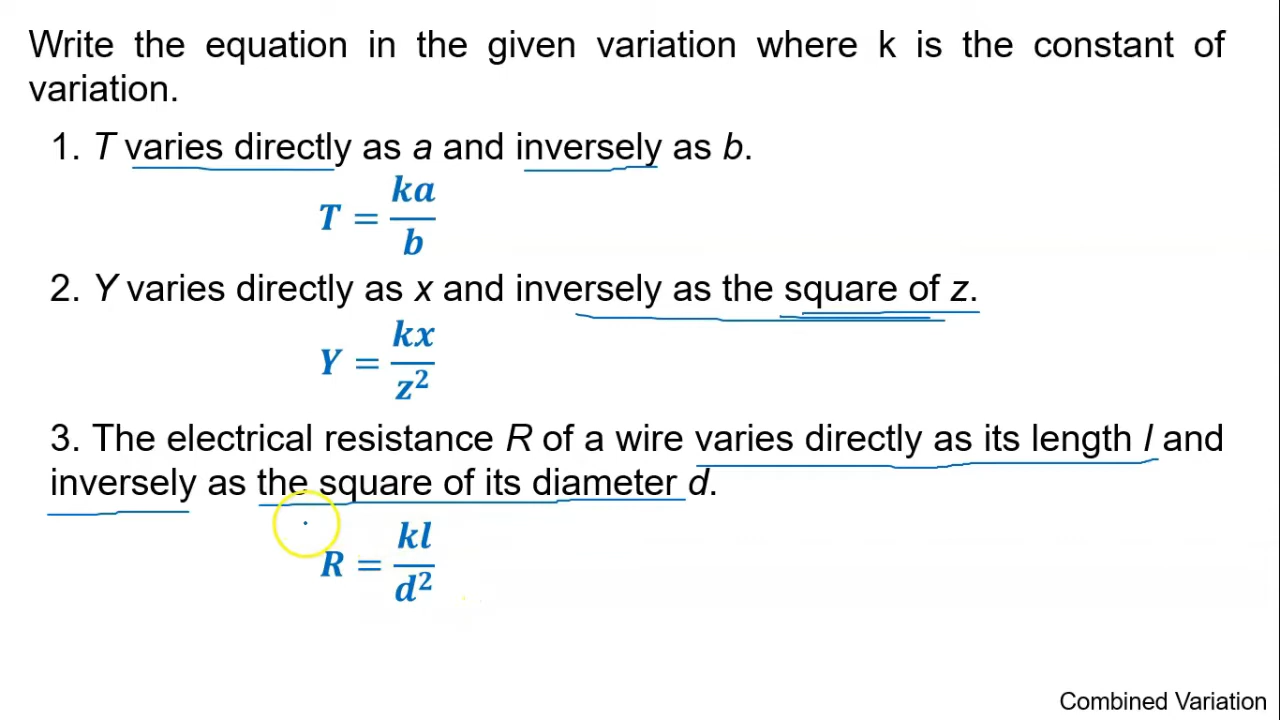 Write the equation in the given variation where k is the constant of
variation.
1. T varies directly as a and inversely as b.
T = ka/b
2. Y varies directly as x and inversely as the square of z.
Y = kx/z²
3. The electrical resistance R of a wire varies directly as its length l and
inversely as the square of its diameter d.
R = kl/d²
Combined Variation